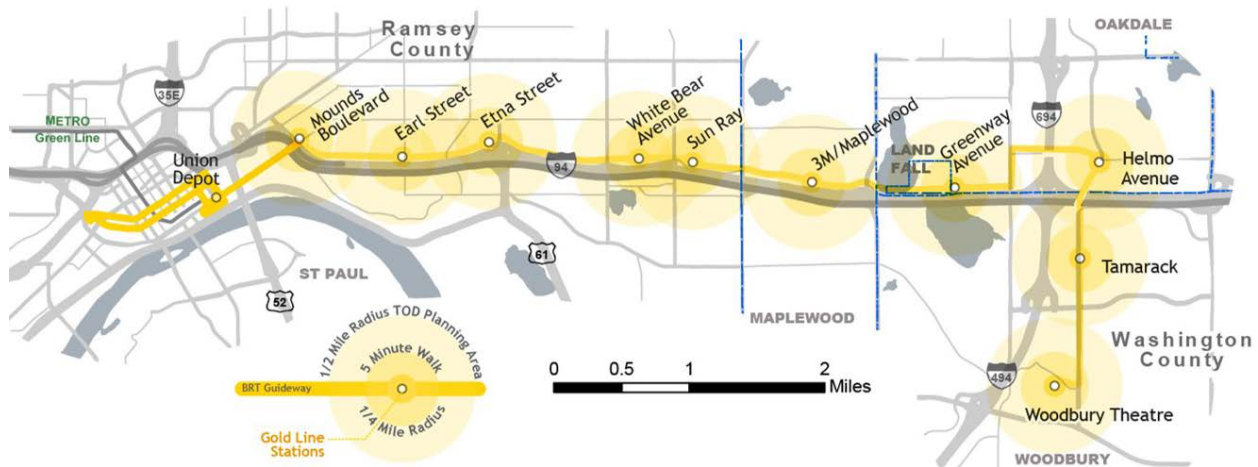 Ramsey
County
OAKDALE
35E
METRO
Green Line
Mounds
Boulevard
Earl Street
Etna Street
White Bear
Avenue
Sun Ray
3M/Maplewood
LAND
FALL
Greenway
Avenue
694
Helmo
Avenue
Union
Depot
94
ST PAUL
52
61
MAPLEWOOD
Tamarack
Washington
County
494
Woodbury Theatre
WOODBURY
1/2 Mile Radius TOD Planning Area
5 Minute Walk
BRT Guideway
1/4 Mile Radius
Gold Line
Stations
0 0.5 1 2
Miles